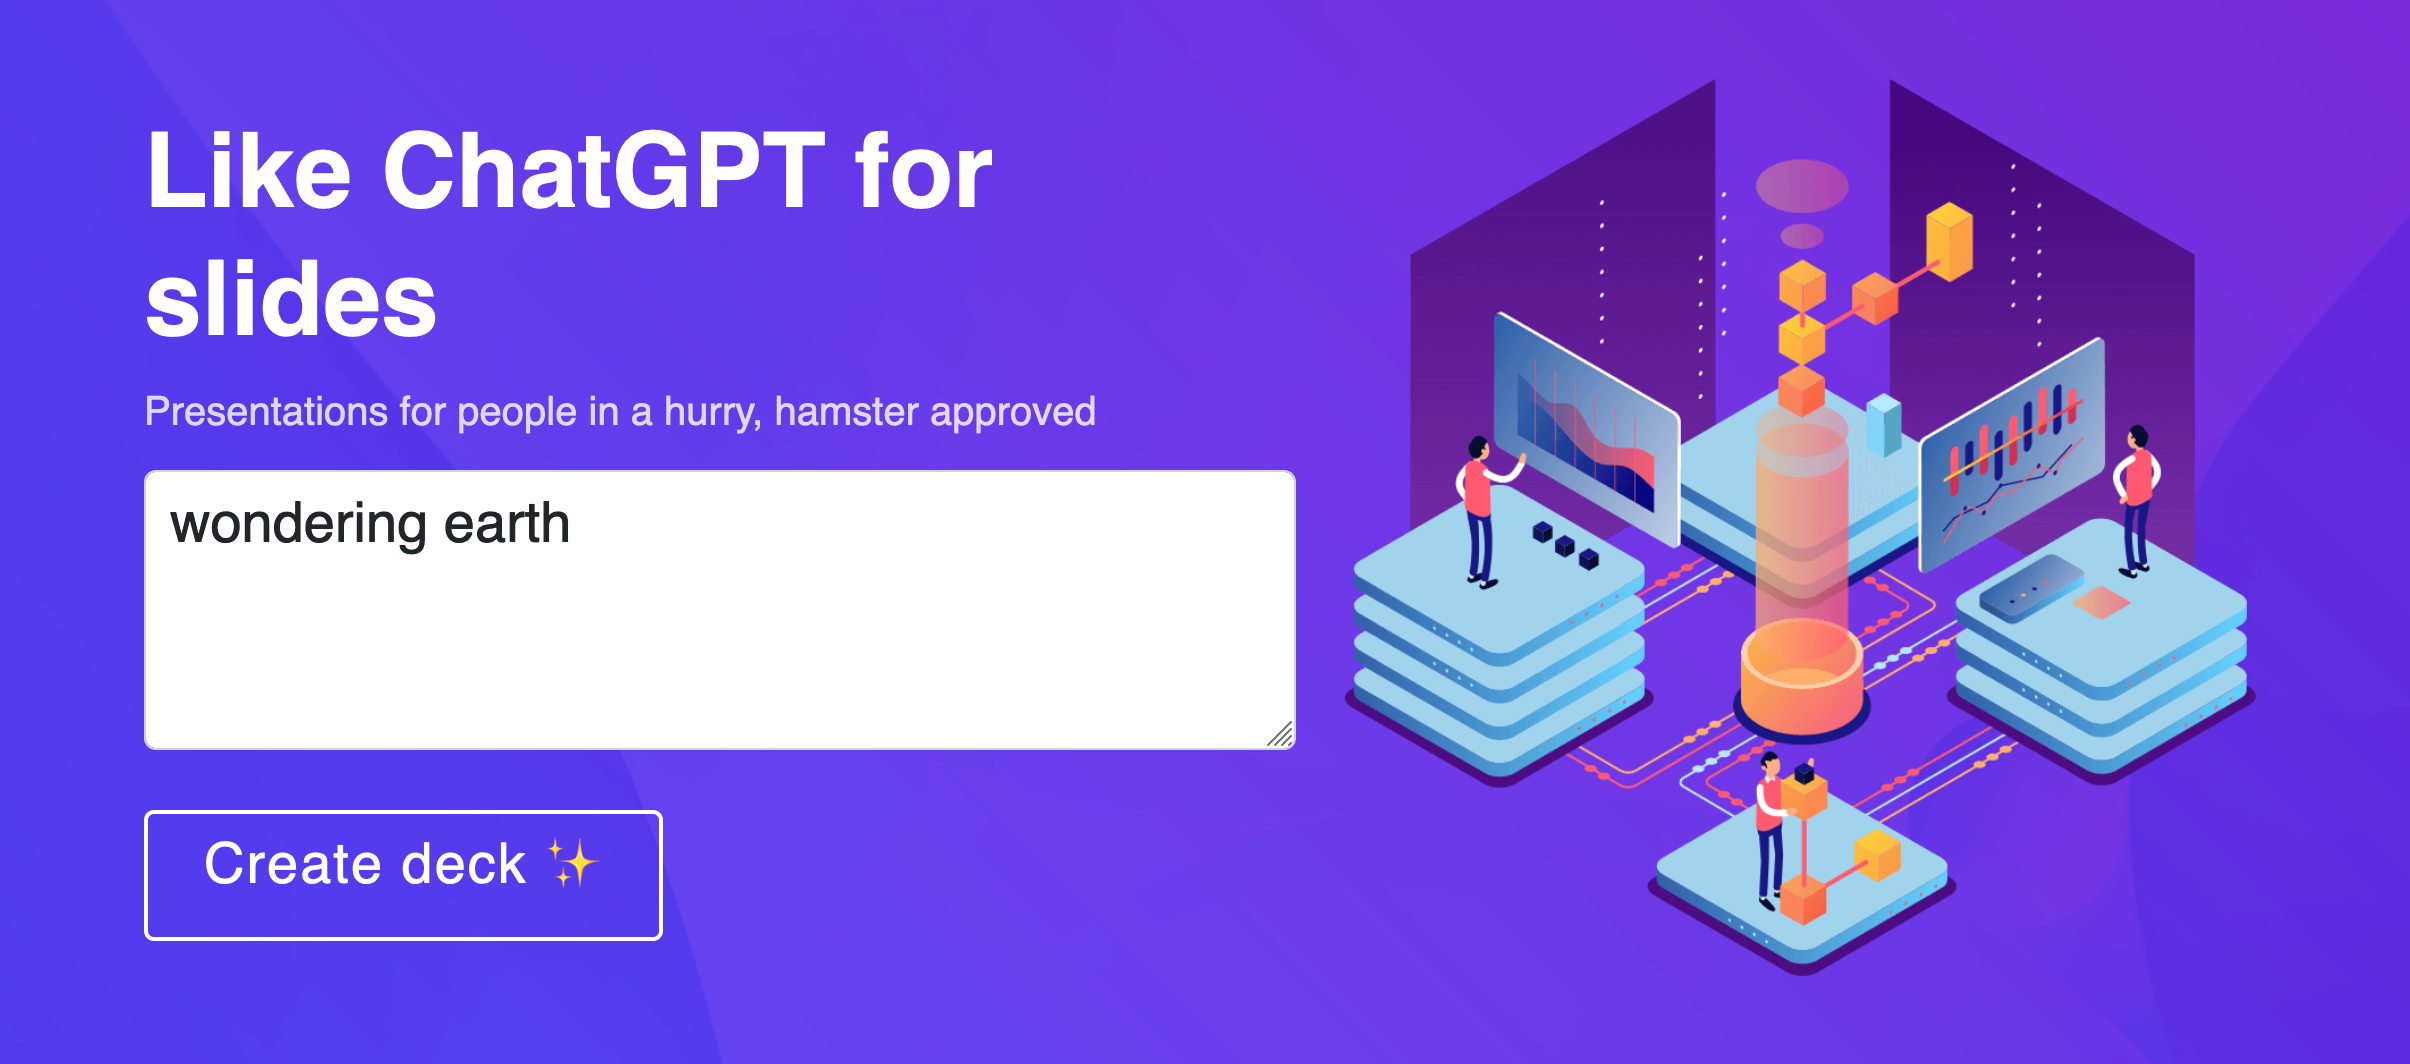 Like ChatGPT for
slides
Presentations for people in a hurry, hamster approved
wondering earth
Create deck ✨